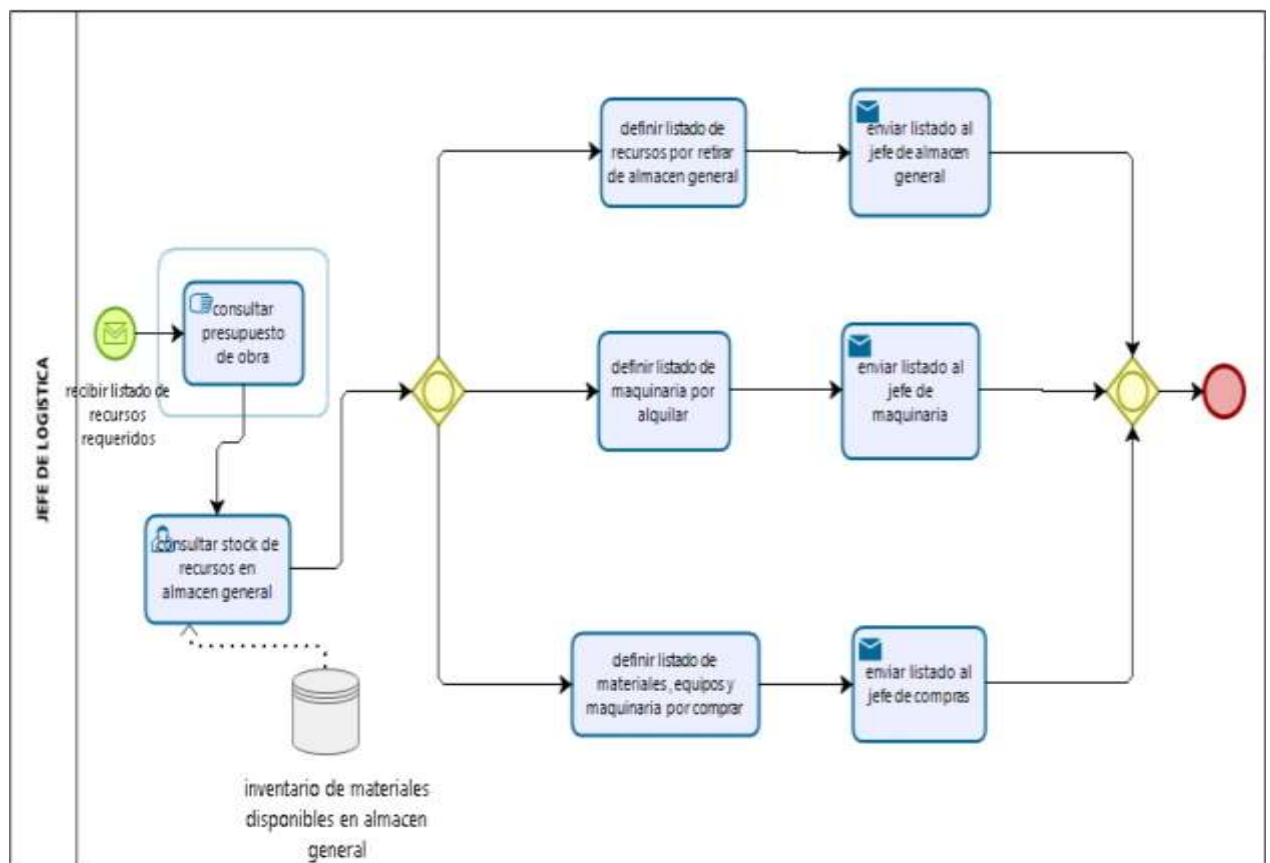 JEFE DE LOGISTICA
recibir listado de
recursos
requeridos
consultar
presupuesto
de obra
consultar stock de
recursos en
almacen general
inventario de materiales
disponibles en almacen
general
definir listado de
recursos por retirar
de almacen general
enviar listado al
jefe de almacen
general
definir listado de
maquinaria por
alquilar
enviar listado al
jefe de
maquinaria
definir listado de
materiales, equipos y
maquinaria por comprar
enviar listado al
jefe de compras